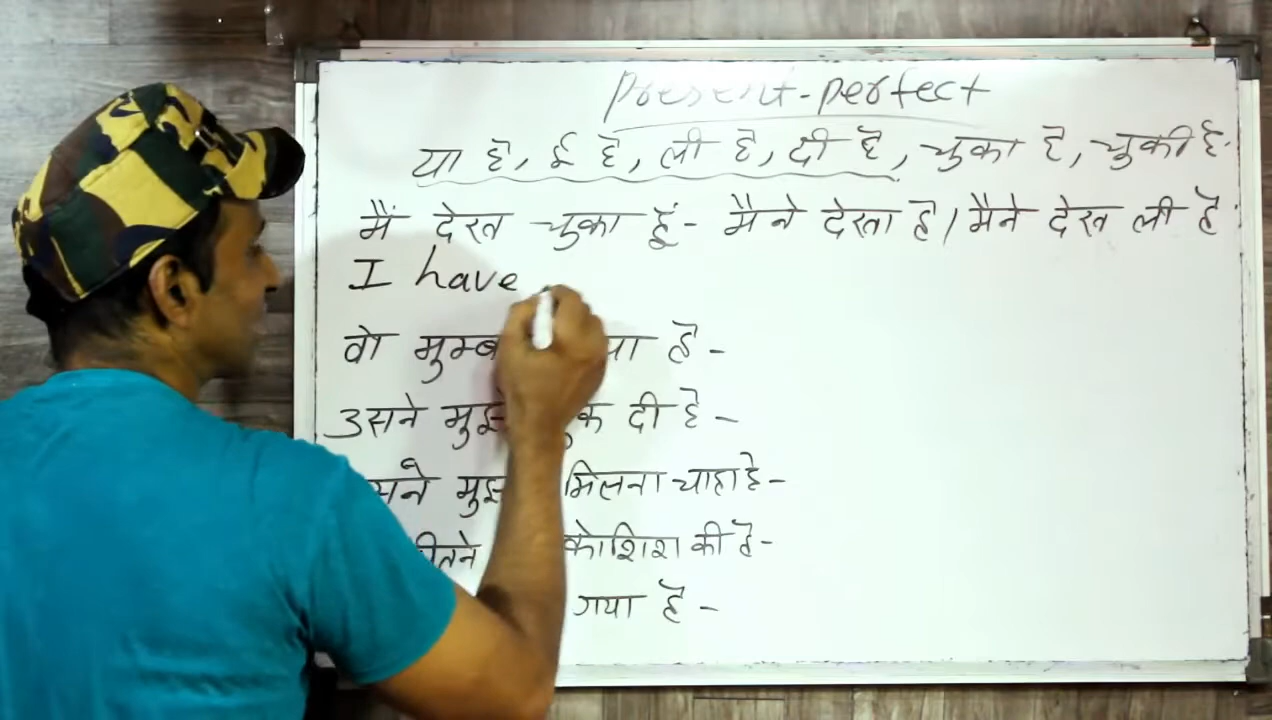 Present-perfect
या है, ई है, ली है, दी है, चुका है, चुकी है.
मैं देख चुका हूं- मैने देखा है / मैने देख ली है
I have
वो है -
उसने दी है -
मिलना चाहा है -
कोशिश की है -
गया है -